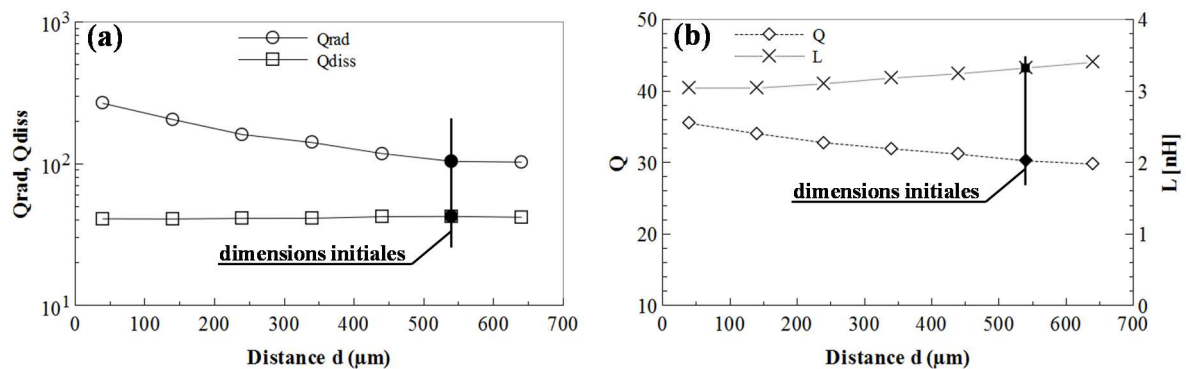 (a)
Qrad
Qdiss
10³
10²
10¹
Qrad, Qdiss
dimensions initiales
0 100 200 300 400 500 600 700
Distance d (µm)
(b)
Q
L
50
40
30
20
10
Q
4
3
2
1
0
L [nH]
dimensions initiales
0 100 200 300 400 500 600 700
Distance d (µm)